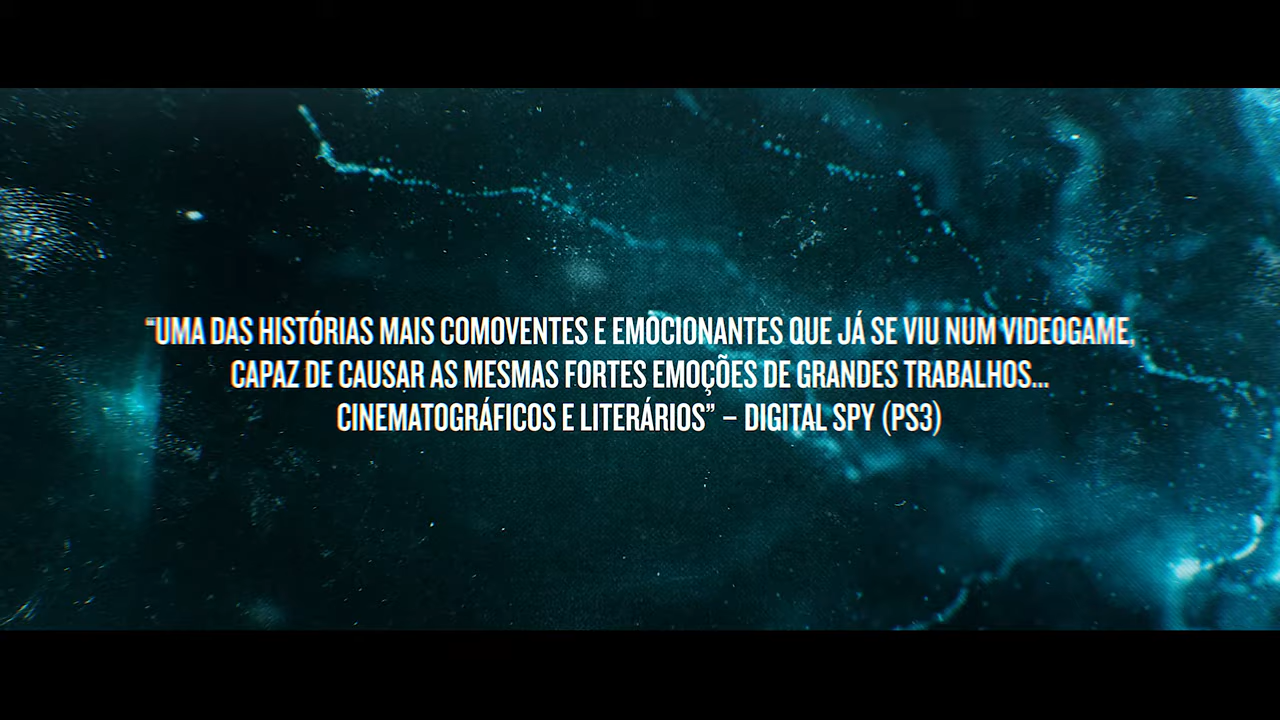 “UMA DAS HISTÓRIAS MAIS COMOVENTES E EMOCIONANTES QUE JÁ SE VIU NUM VIDEOGAME,
CAPAZ DE CAUSAR AS MESMAS FORTES EMOÇÕES DE GRANDES TRABALHOS...
CINEMATOGRÁFICOS E LITERÁRIOS” – DIGITAL SPY (PS3)